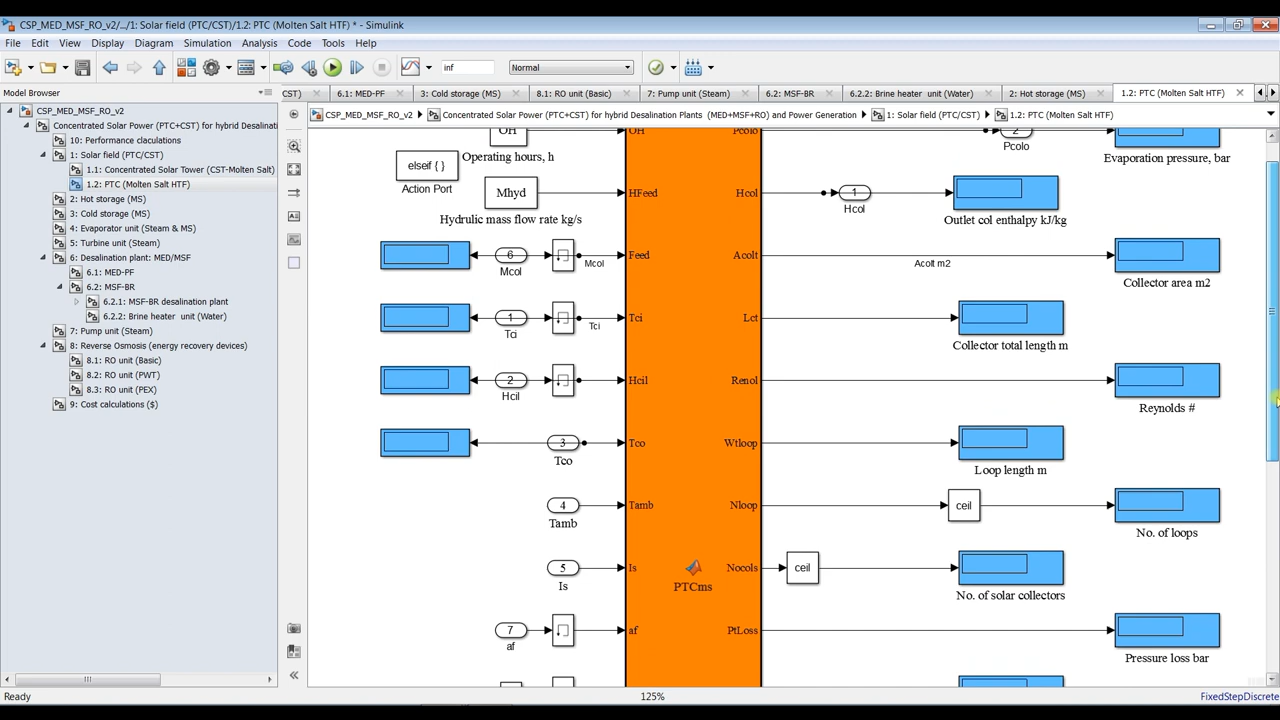 CSP_MED_MSF_RO_v2/.../1: Solar field (PTC/CST)/1.2: PTC (Molten Salt HTF) * - Simulink
File Edit View Display Diagram Simulation Analysis Code Tools Help
inf Normal
Model Browser
CST) 6.1: MED-PF 3: Cold storage (MS) 8.1: RO unit (Basic) 7: Pump unit (Steam) 6.2: MSF-BR 6.2.2: Brine heater unit (Water) 2: Hot storage (MS) 1.2: PTC (Molten Salt HTF)
CSP_MED_MSF_RO_v2 Concentrated Solar Power (PTC+CST) for hybrid Desalination Plants (MED+MSF+RO) and Power Generation 1: Solar field (PTC/CST) 1.2: PTC (Molten Salt HTF)
CSP_MED_MSF_RO_v2
Concentrated Solar Power (PTC+CST) for hybrid Desalinati
10: Performance claculations
1: Solar field (PTC/CST)
1.1: Concentrated Solar Tower (CST-Molten Salt)
1.2: PTC (Molten Salt HTF)
2: Hot storage (MS)
3: Cold storage (MS)
4: Evaporator unit (Steam & MS)
5: Turbine unit (Steam)
6: Desalination plant: MED/MSF
6.1: MED-PF
6.2: MSF-BR
6.2.1: MSF-BR desalination plant
6.2.2: Brine heater unit (Water)
7: Pump unit (Steam)
8: Reverse Osmosis (energy recovery devices)
8.1: RO unit (Basic)
8.2: RO unit (PWT)
8.3: RO unit (PEX)
9: Cost calculations ($)
OH OH Pcolo 2
Operating hours, h Pcolo Evaporation pressure, bar
elseif { }
Action Port
Mhyd HFeed Hcol 1
Hydrulic mass flow rate kg/s Hcol Outlet col enthalpy kJ/kg
6 Mcol Feed Acolt Acolt m2
Mcol Collector area m2
1 Tci Tci Lct
Tci Collector total length m
2 Hcil Renol
Hcil Reynolds #
3 Tco Wtloop
Tco Loop length m
4 Tamb Nloop ceil
Tamb No. of loops
5 Is Nocols ceil
Is PTCms No. of solar collectors
7 af PtLoss
af Pressure loss bar
Ready 125% FixedStepDiscrete